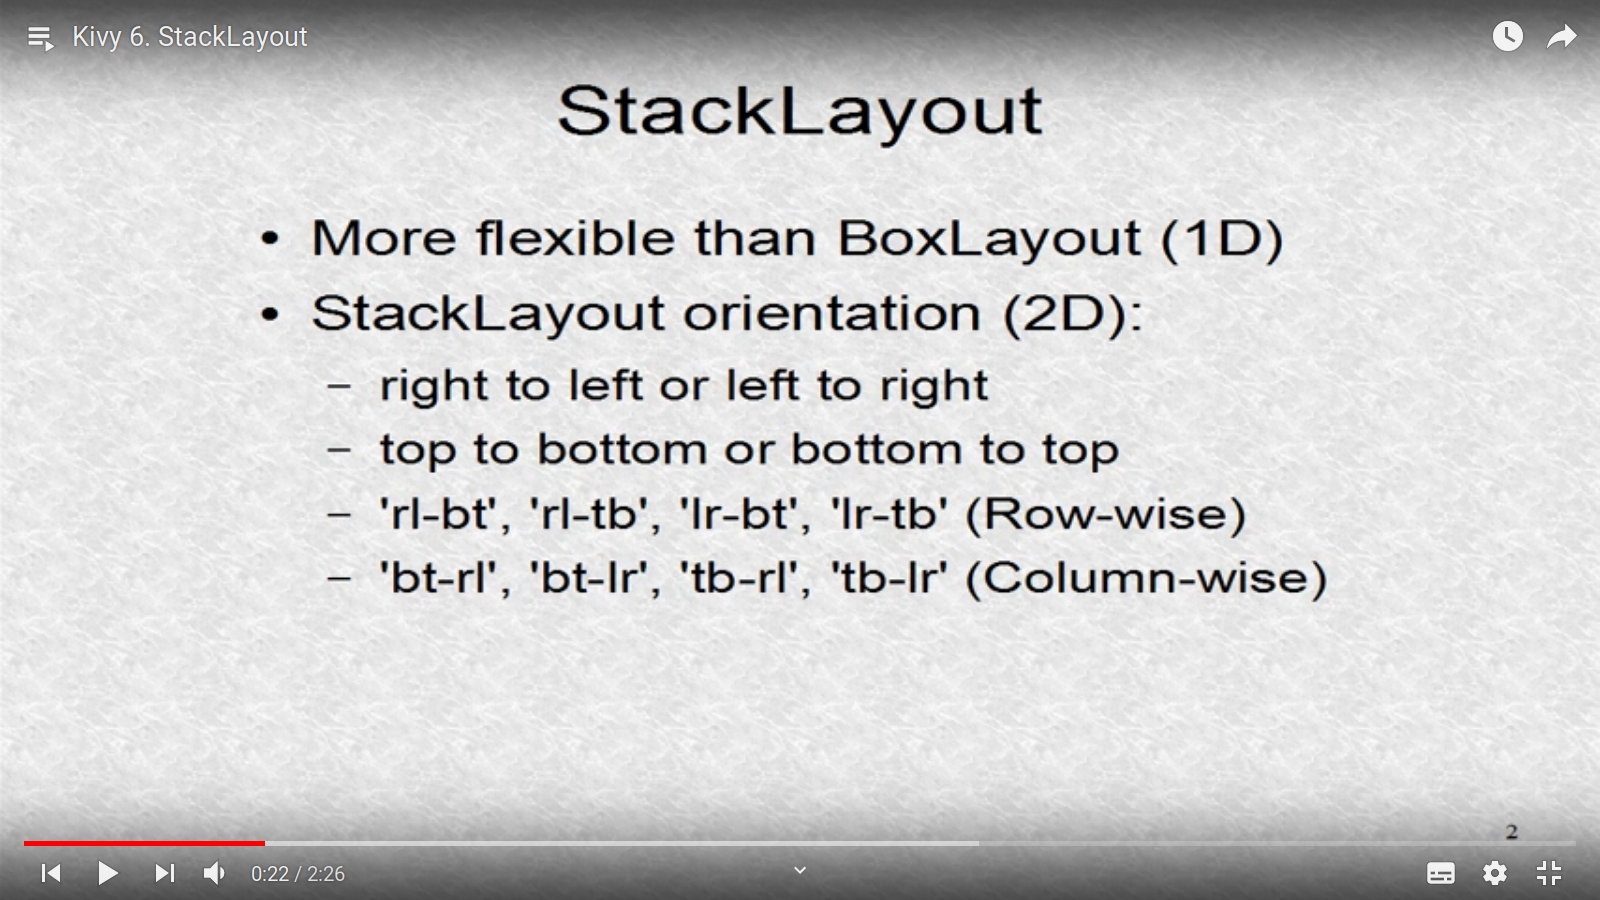 Kivy 6. StackLayout
StackLayout
• More flexible than BoxLayout (1D)
• StackLayout orientation (2D):
– right to left or left to right
– top to bottom or bottom to top
– 'rl-bt', 'rl-tb', 'lr-bt', 'lr-tb' (Row-wise)
– 'bt-rl', 'bt-lr', 'tb-rl', 'tb-lr' (Column-wise)
2
0:22 / 2:26